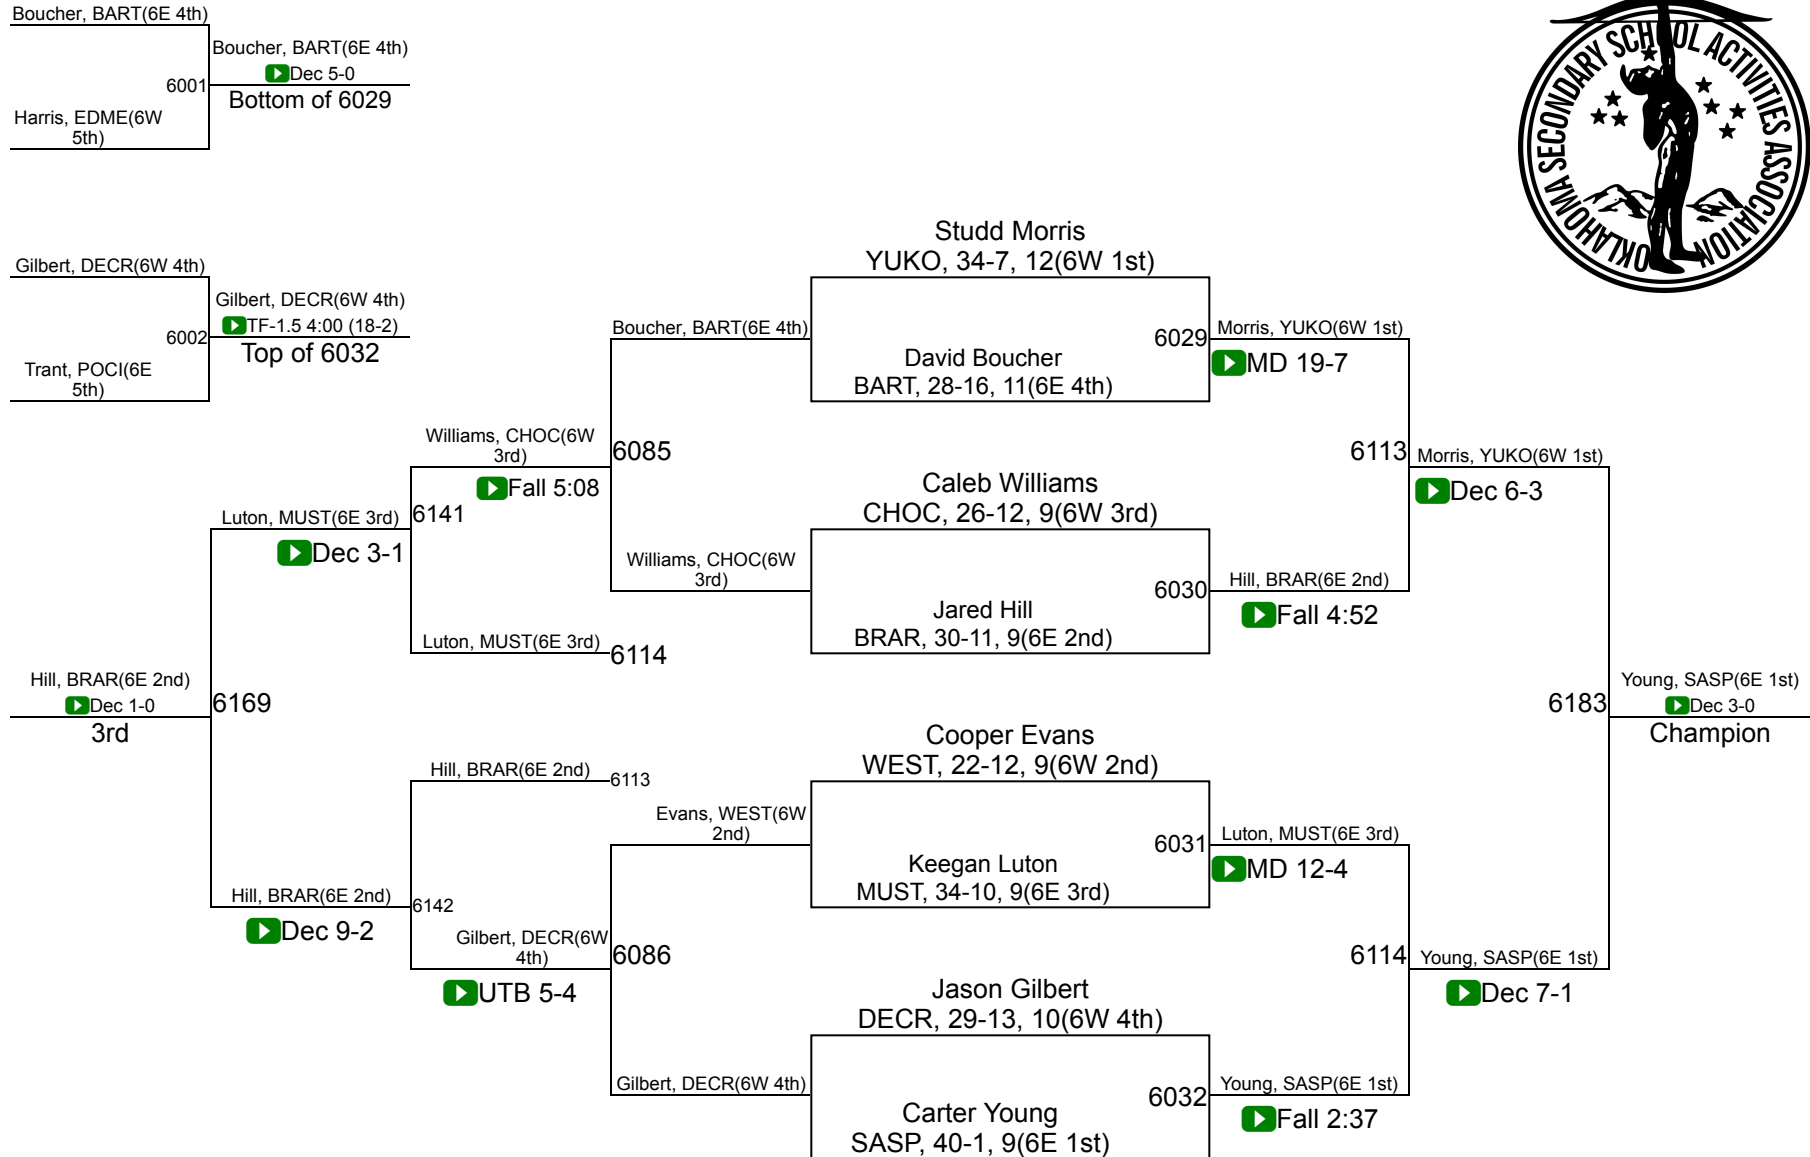 Boucher, BART(6E 4th)
Boucher, BART(6E 4th)
Dec 5-0
6001
Bottom of 6029
Harris, EDME(6W
5th)
OKLAHOMA SECONDARY SCHOOL ACTIVITIES ASSOCIATION
Gilbert, DECR(6W 4th)
Gilbert, DECR(6W 4th)
TF-1.5 4:00 (18-2)
6002
Top of 6032
Trant, POCI(6E
5th)
Studd Morris
YUKO, 34-7, 12(6W 1st)
Boucher, BART(6E 4th)
6029
Morris, YUKO(6W 1st)
MD 19-7
David Boucher
BART, 28-16, 11(6E 4th)
Williams, CHOC(6W
3rd)
Fall 5:08
6085
6113
Morris, YUKO(6W 1st)
Dec 6-3
Caleb Williams
CHOC, 26-12, 9(6W 3rd)
Luton, MUST(6E 3rd)
Dec 3-1
6141
Williams, CHOC(6W
3rd)
6030
Hill, BRAR(6E 2nd)
Fall 4:52
Jared Hill
BRAR, 30-11, 9(6E 2nd)
Luton, MUST(6E 3rd)
6114
Hill, BRAR(6E 2nd)
Dec 1-0
3rd
6169
6183
Young, SASP(6E 1st)
Dec 3-0
Champion
Cooper Evans
WEST, 22-12, 9(6W 2nd)
Hill, BRAR(6E 2nd)
6113
Evans, WEST(6W
2nd)
6031
Luton, MUST(6E 3rd)
MD 12-4
Keegan Luton
MUST, 34-10, 9(6E 3rd)
Hill, BRAR(6E 2nd)
Dec 9-2
6142
Gilbert, DECR(6W
4th)
UTB 5-4
6086
6114
Young, SASP(6E 1st)
Dec 7-1
Jason Gilbert
DECR, 29-13, 10(6W 4th)
Gilbert, DECR(6W 4th)
6032
Young, SASP(6E 1st)
Fall 2:37
Carter Young
SASP, 40-1, 9(6E 1st)